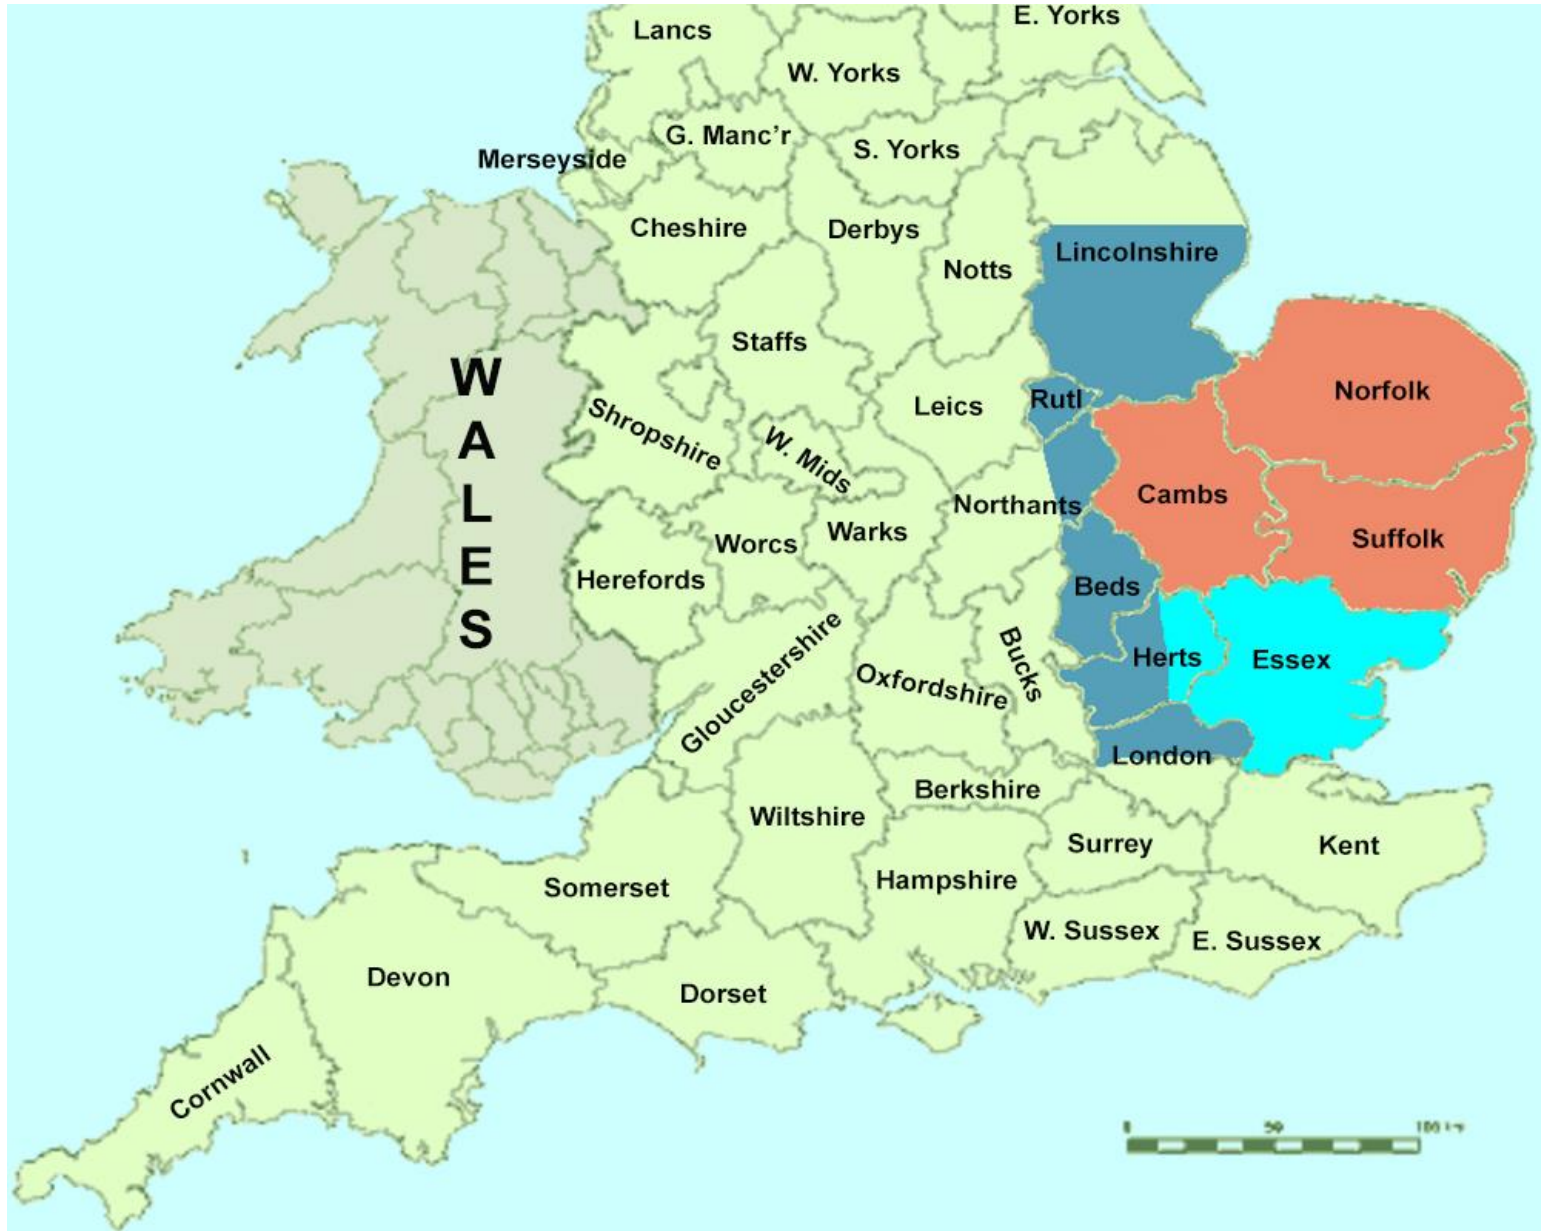 E. Yorks
Lancs
W. Yorks
G. Manc’r
S. Yorks
Merseyside
Cheshire
Derbys
Lincolnshire
Notts
Staffs
WALES
Norfolk
Rutl
Leics
Shropshire
W. Mids
Cambs
Northants
Warks
Worcs
Suffolk
Herefords
Beds
Gloucestershire
Bucks
Herts
Essex
Oxfordshire
London
Berkshire
Wiltshire
Surrey
Kent
Hampshire
Somerset
W. Sussex
E. Sussex
Devon
Dorset
Cornwall